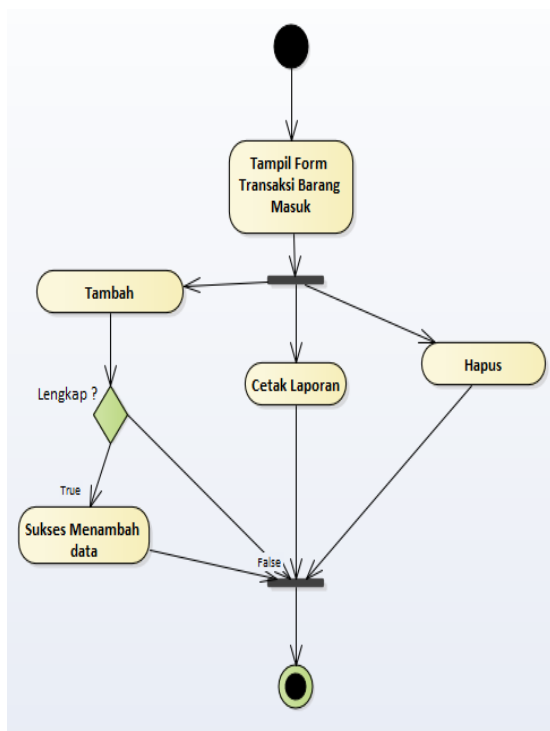 Tampil Form
Transaksi Barang
Masuk
Tambah
Lengkap ?
Cetak Laporan
Hapus
True
Sukses Menambah
data
False